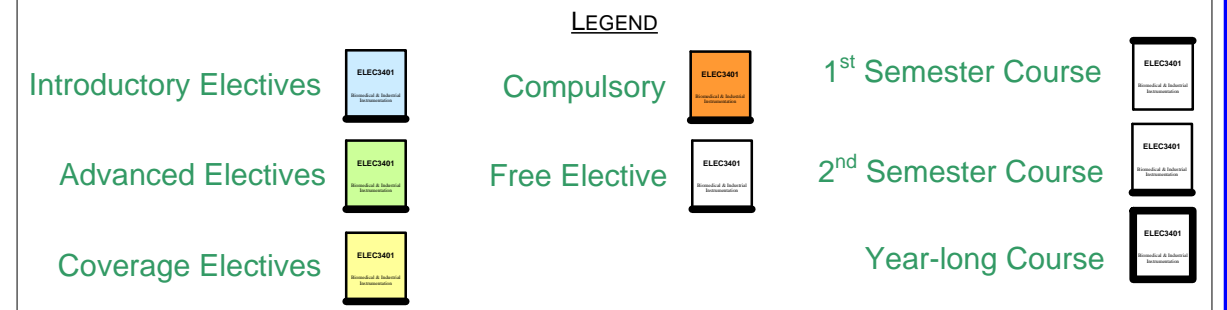 LEGEND
Introductory Electives
ELEC3401
Biomedical & Industrial
Instrumentation
Compulsory
ELEC3401
Biomedical & Industrial
Instrumentation
1st Semester Course
ELEC3401
Biomedical & Industrial
Instrumentation
Advanced Electives
ELEC3401
Biomedical & Industrial
Instrumentation
Free Elective
ELEC3401
Biomedical & Industrial
Instrumentation
2nd Semester Course
ELEC3401
Biomedical & Industrial
Instrumentation
Coverage Electives
ELEC3401
Biomedical & Industrial
Instrumentation
Year-long Course
ELEC3401
Biomedical & Industrial
Instrumentation